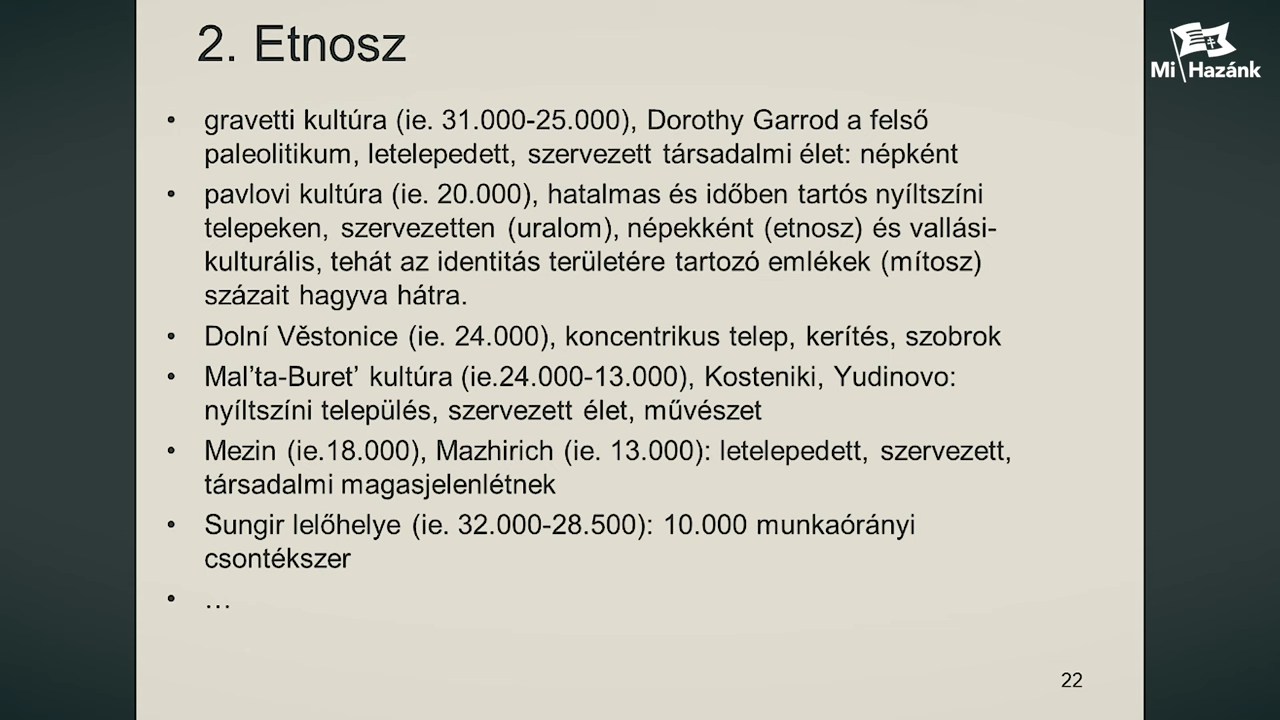 2. Etnosz
Mi Hazánk
• gravetti kultúra (ie. 31.000-25.000), Dorothy Garrod a felső
paleolitikum, letelepedett, szervezett társadalmi élet: népként
• pavlovi kultúra (ie. 20.000), hatalmas és időben tartós nyíltszíni
telepeken, szervezetten (uralom), népekként (etnosz) és vallási-
kulturális, tehát az identitás területére tartozó emlékek (mítosz)
százait hagyva hátra.
• Dolní Věstonice (ie. 24.000), koncentrikus telep, kerítés, szobrok
• Mal’ta-Buret’ kultúra (ie.24.000-13.000), Kosteniki, Yudinovo:
nyíltszíni település, szervezett élet, művészet
• Mezin (ie.18.000), Mazhirich (ie. 13.000): letelepedett, szervezett,
társadalmi magasjelenlétnek
• Sungir lelőhelye (ie. 32.000-28.500): 10.000 munkaórányi
csontékszer
• …
22